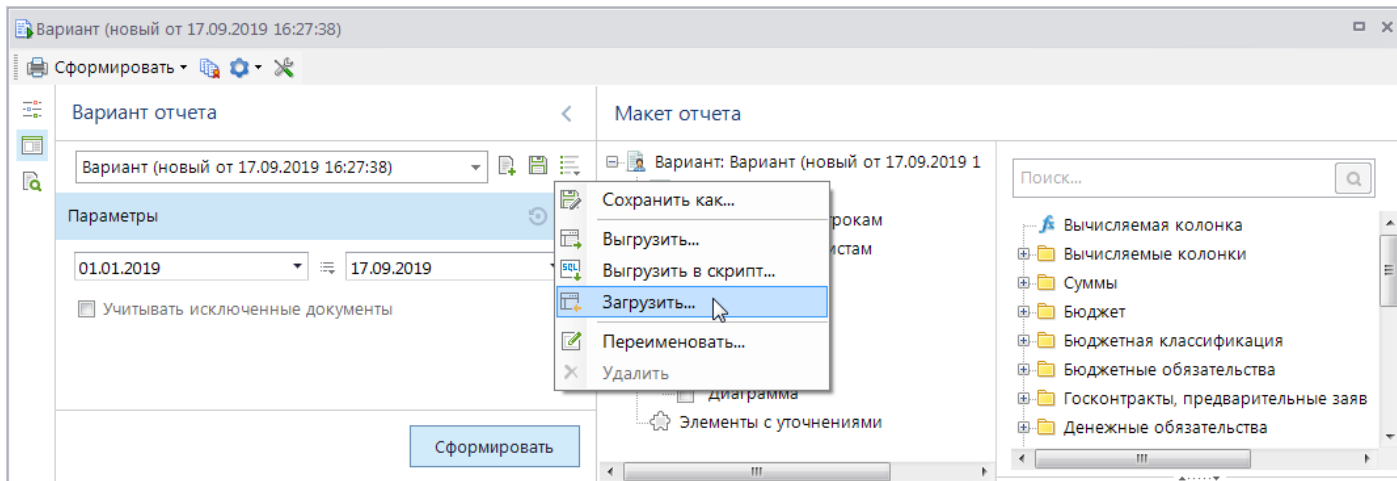 Вариант (новый от 17.09.2019 16:27:38)
Сформировать
Вариант отчета
Вариант (новый от 17.09.2019 16:27:38)
Параметры
01.01.2019
17.09.2019
Учитывать исключенные документы
Сформировать
Сохранить как...
Выгрузить...
Выгрузить в скрипт...
SQL
Загрузить...
Переименовать...
Удалить
Макет отчета
Вариант: Вариант (новый от 17.09.2019 1
рокам
истам
Диаграмма
Элементы с уточнениями
Поиск...
fx Вычисляемая колонка
Вычисляемые колонки
Суммы
Бюджет
Бюджетная классификация
Бюджетные обязательства
Госконтракты, предварительные заяв
Денежные обязательства